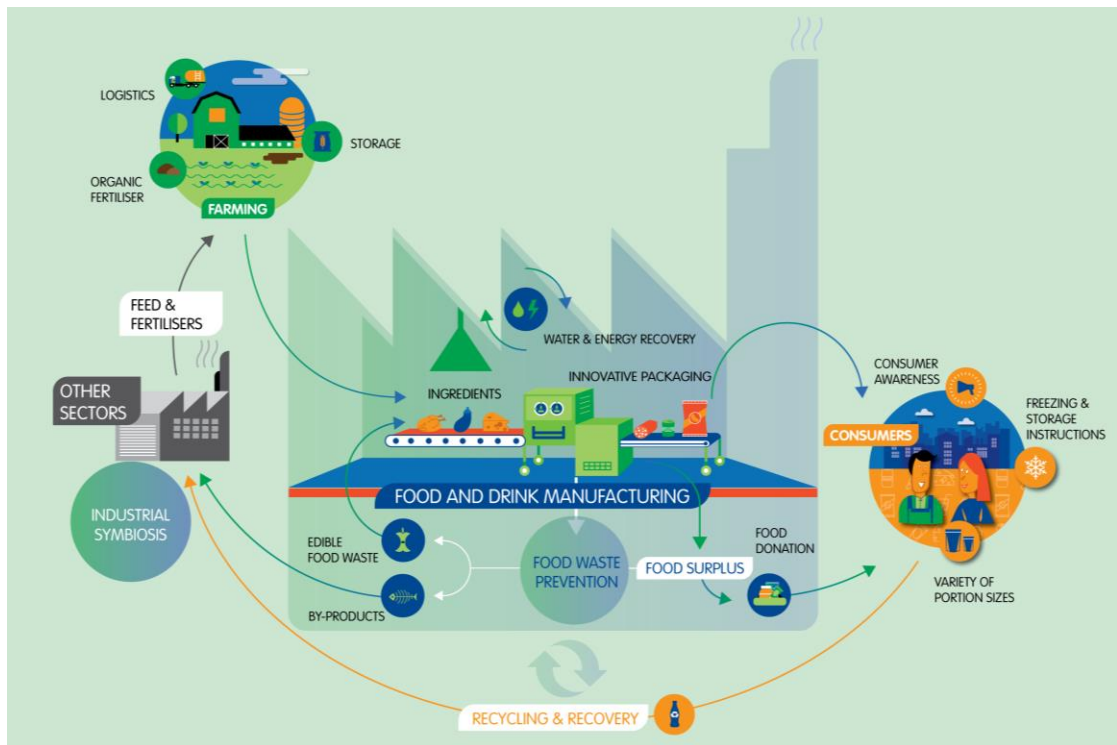 LOGISTICS
STORAGE
ORGANIC
FERTILISER
FARMING
FEED &
FERTILISERS
OTHER
SECTORS
INDUSTRIAL
SYMBIOSIS
WATER & ENERGY RECOVERY
INGREDIENTS
INNOVATIVE PACKAGING
FOOD AND DRINK MANUFACTURING
EDIBLE
FOOD WASTE
BY-PRODUCTS
FOOD WASTE
PREVENTION
FOOD SURPLUS
FOOD
DONATION
CONSUMER
AWARENESS
FREEZING &
STORAGE
INSTRUCTIONS
CONSUMERS
VARIETY OF
PORTION SIZES
RECYCLING & RECOVERY